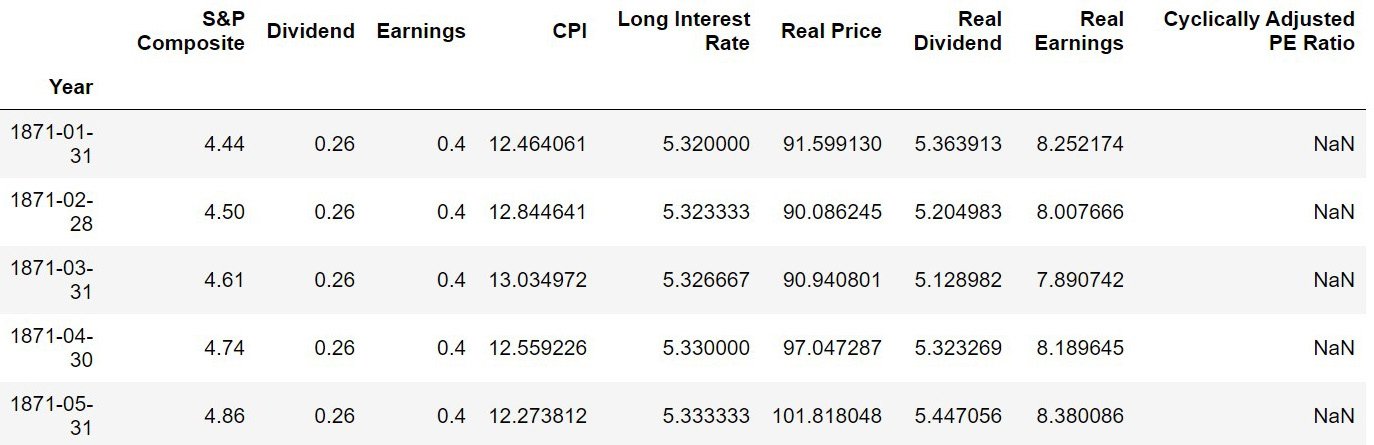 S&P Composite Dividend Earnings CPI Long Interest Rate Real Price Real Dividend Real Earnings Cyclically Adjusted PE Ratio
Year
1871-01-31 4.44 0.26 0.4 12.464061 5.320000 91.599130 5.363913 8.252174 NaN
1871-02-28 4.50 0.26 0.4 12.844641 5.323333 90.086245 5.204983 8.007666 NaN
1871-03-31 4.61 0.26 0.4 13.034972 5.326667 90.940801 5.128982 7.890742 NaN
1871-04-30 4.74 0.26 0.4 12.559226 5.330000 97.047287 5.323269 8.189645 NaN
1871-05-31 4.86 0.26 0.4 12.273812 5.333333 101.818048 5.447056 8.380086 NaN